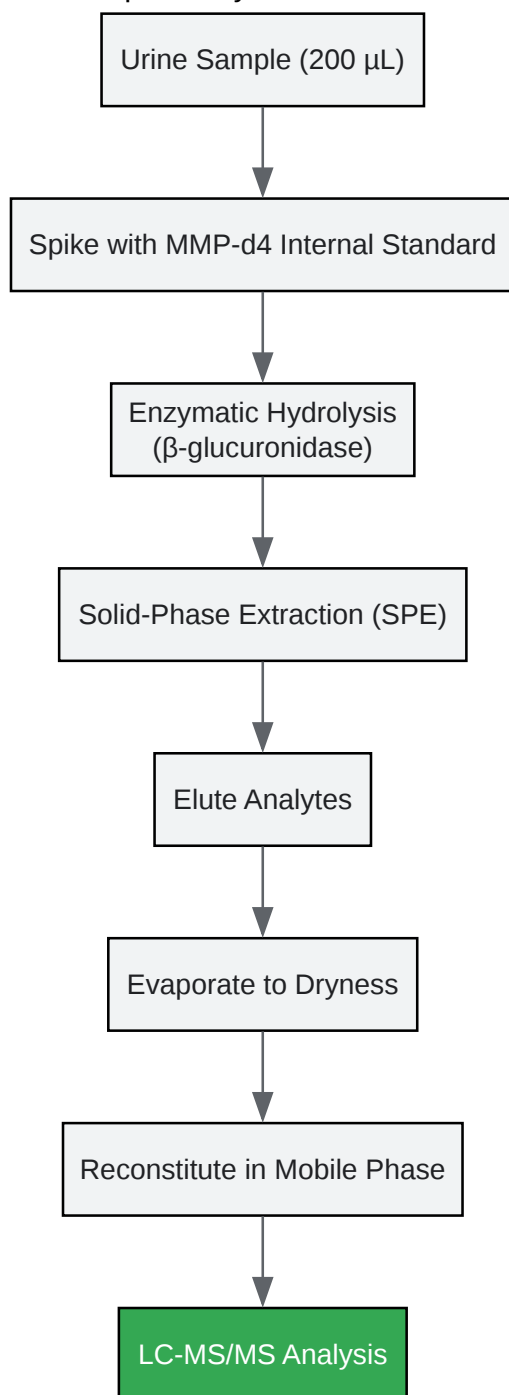 Urine Sample (200 µL)
Spike with MMP-d4 Internal Standard
Enzymatic Hydrolysis
(β-glucuronidase)
Solid-Phase Extraction (SPE)
Elute Analytes
Evaporate to Dryness
Reconstitute in Mobile Phase
LC-MS/MS Analysis